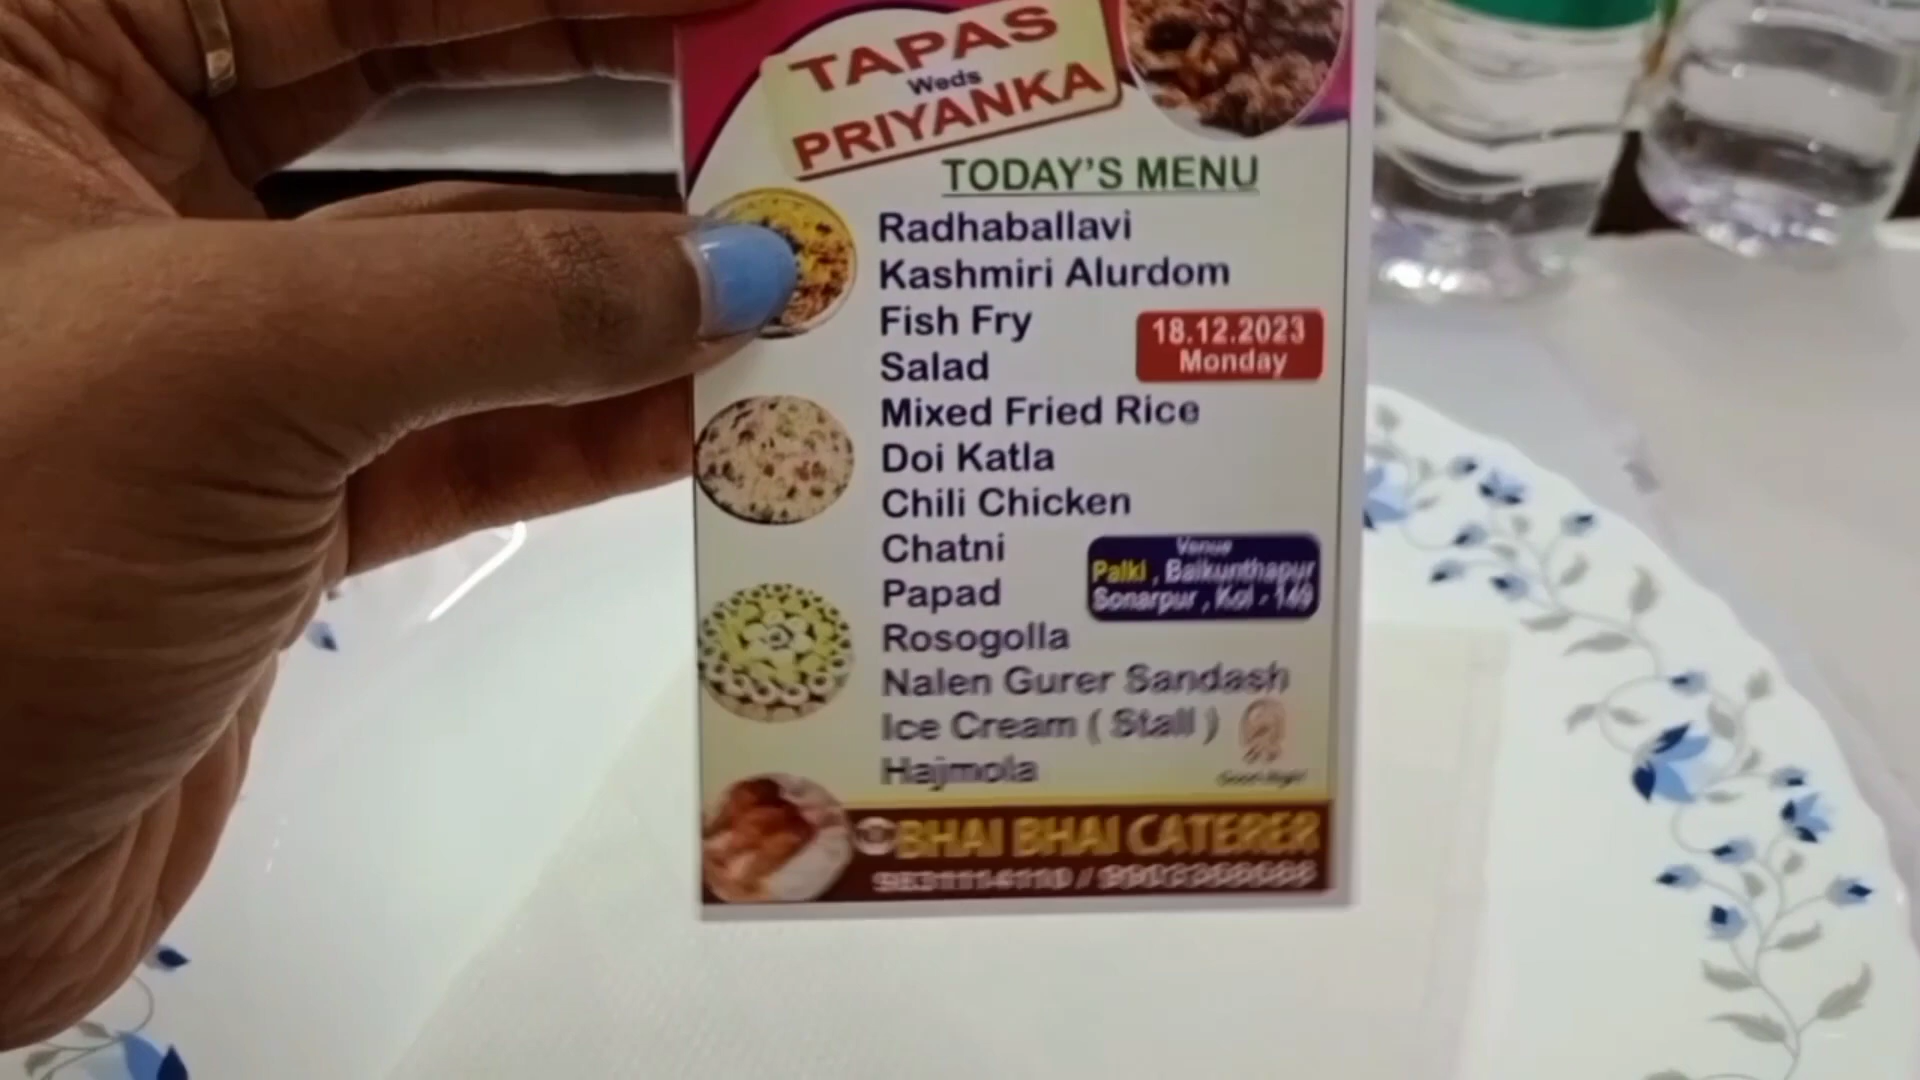 TAPAS
Weds
PRIYANKA
TODAY'S MENU
Radhaballavi
Kashmiri Alurdom
Fish Fry
18.12.2023
Monday
Salad
Mixed Fried Rice
Doi Katla
Chili Chicken
Chatni
Venue
Palki , Baikunthapur
Sonarpur , Kol - 149
Papad
Rosogolla
Nalen Gurer Sandash
Ice Cream ( Stall )
Hajmola
BHAI BHAI CATERER